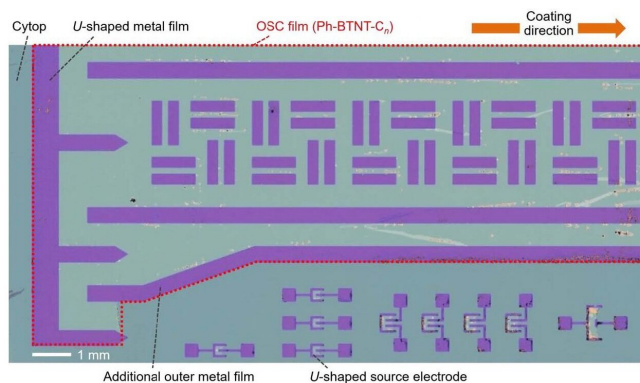 Cytop
U-shaped metal film
OSC film (Ph-BTNT-Cn)
Coating
direction
1 mm
Additional outer metal film
U-shaped source electrode